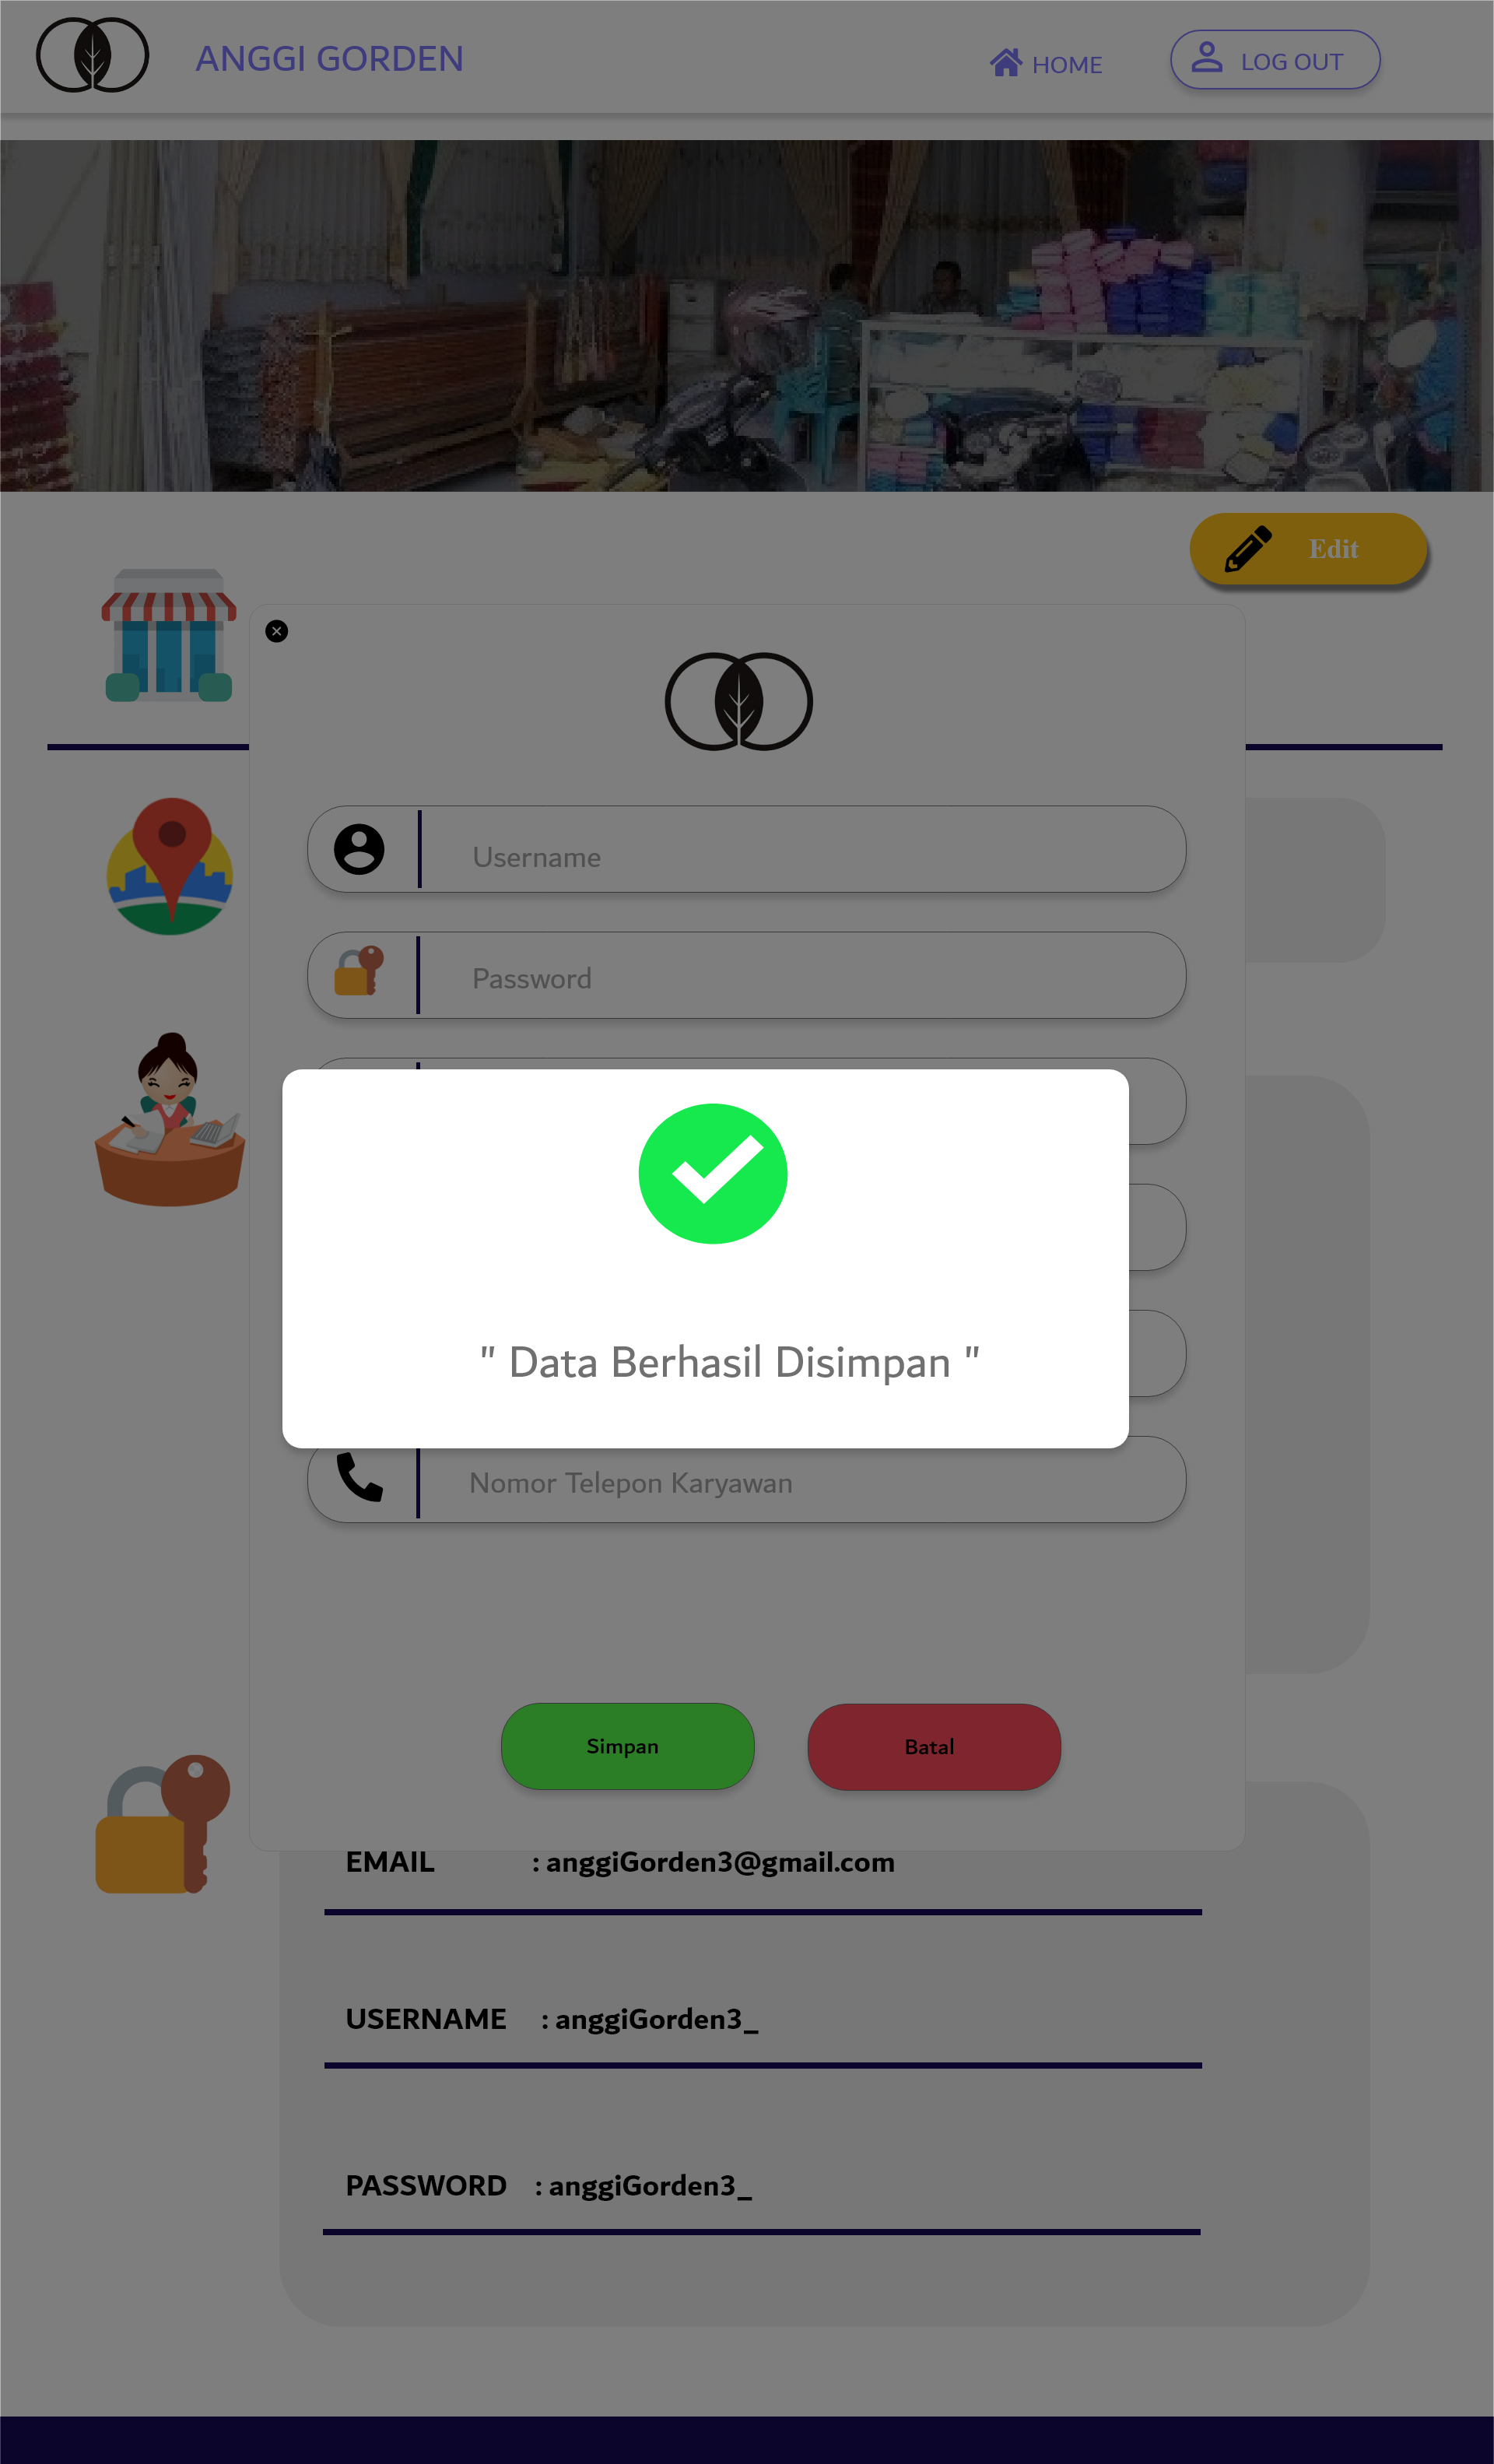 ANGGI GORDEN
HOME
LOG OUT
Edit
Username
Password
" Data Berhasil Disimpan "
Nomor Telepon Karyawan
Simpan
Batal
EMAIL : anggiGorden3@gmail.com
USERNAME : anggiGorden3_
PASSWORD : anggiGorden3_